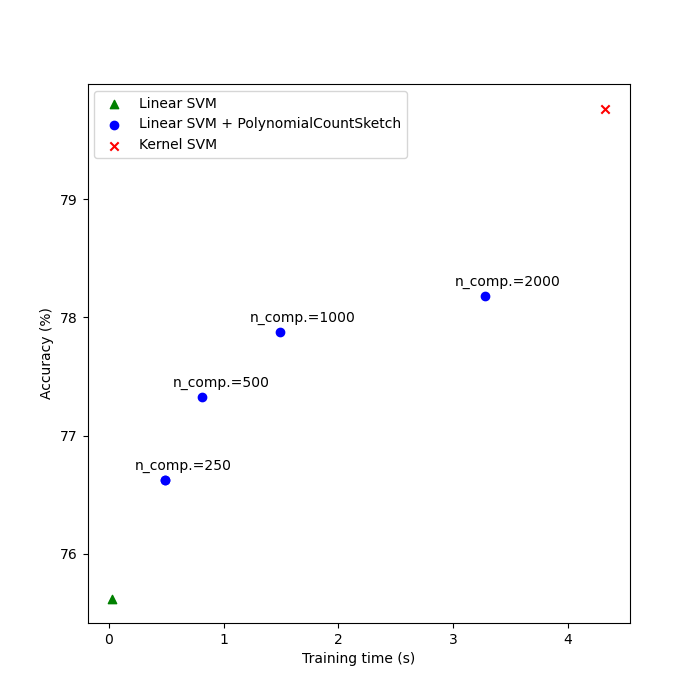 Linear SVM
Linear SVM + PolynomialCountSketch
Kernel SVM
79
n_comp.=2000
78
n_comp.=1000
n_comp.=500
77
n_comp.=250
76
Accuracy (%)
0 1 2 3 4
Training time (s)